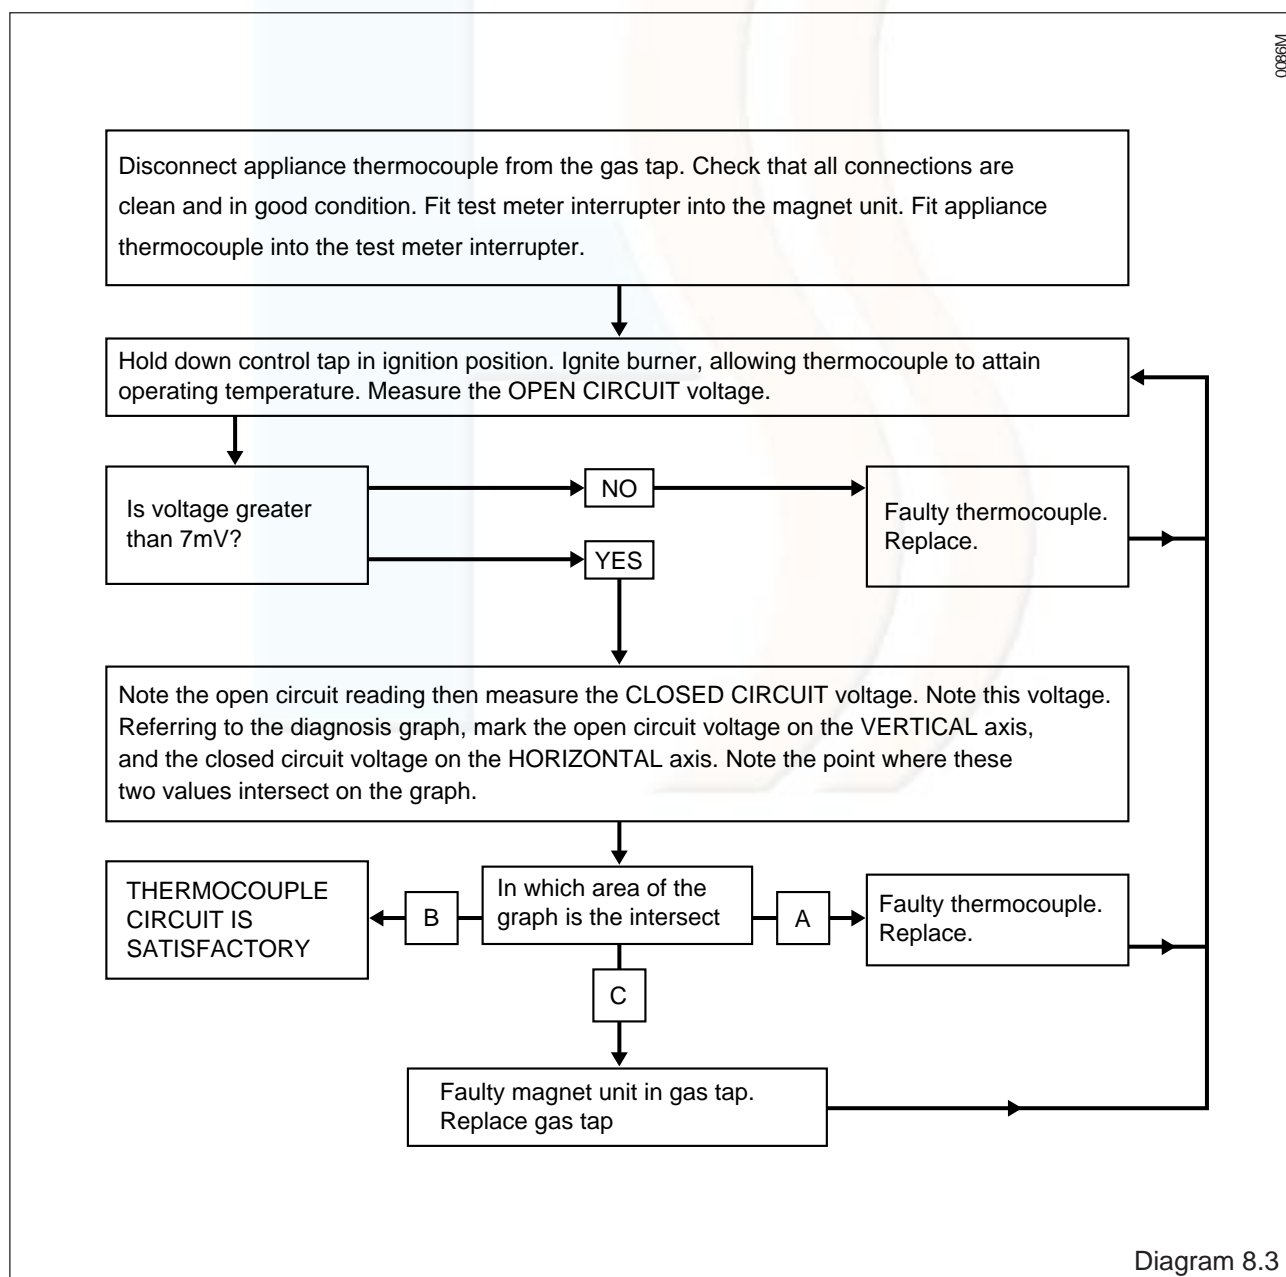 0086M
Disconnect appliance thermocouple from the gas tap. Check that all connections are
clean and in good condition. Fit test meter interrupter into the magnet unit. Fit appliance
thermocouple into the test meter interrupter.
Hold down control tap in ignition position. Ignite burner, allowing thermocouple to attain
operating temperature. Measure the OPEN CIRCUIT voltage.
Is voltage greater
than 7mV?
NO
Faulty thermocouple.
Replace.
YES
Note the open circuit reading then measure the CLOSED CIRCUIT voltage. Note this voltage.
Referring to the diagnosis graph, mark the open circuit voltage on the VERTICAL axis,
and the closed circuit voltage on the HORIZONTAL axis. Note the point where these
two values intersect on the graph.
THERMOCOUPLE
CIRCUIT IS
SATISFACTORY
B
In which area of the
graph is the intersect
A
Faulty thermocouple.
Replace.
C
Faulty magnet unit in gas tap.
Replace gas tap
Diagram 8.3